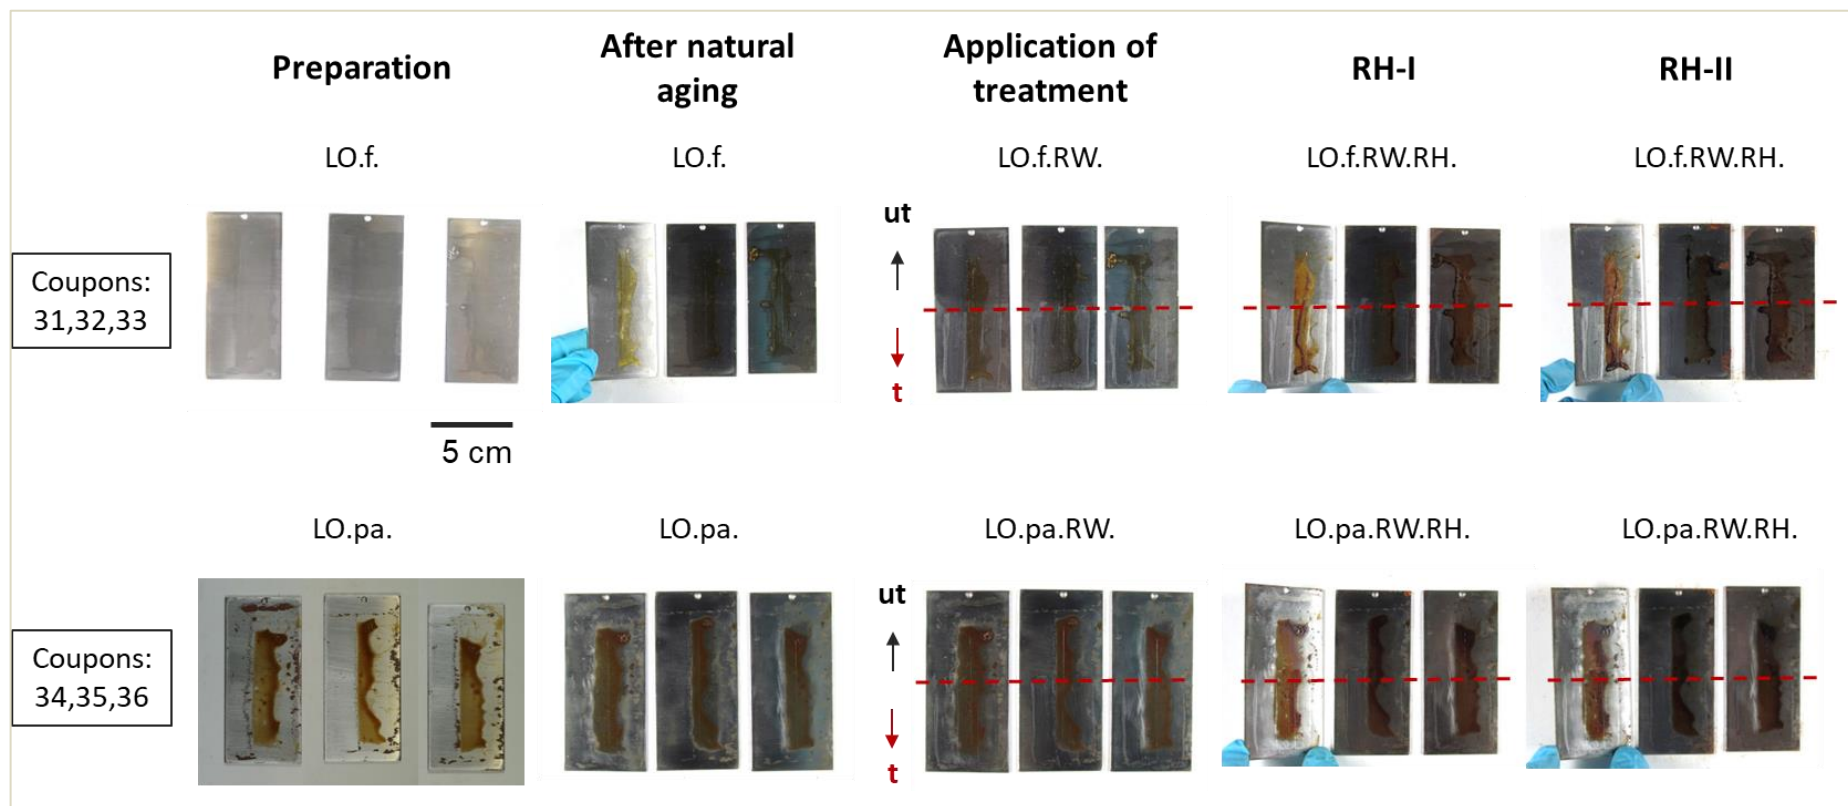 Preparation
After natural
aging
Application of
treatment
RH-I
RH-II
LO.f.
LO.f.
LO.f.RW.
LO.f.RW.RH.
LO.f.RW.RH.
Coupons:
31,32,33
ut
t
5 cm
LO.pa.
LO.pa.
LO.pa.RW.
LO.pa.RW.RH.
LO.pa.RW.RH.
Coupons:
34,35,36
ut
t